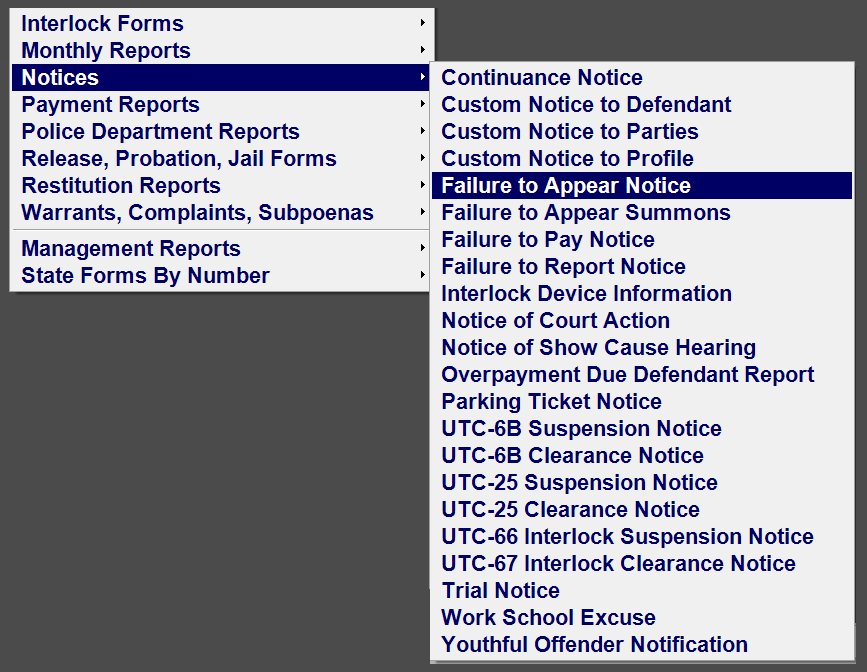 Interlock Forms
Monthly Reports
Notices
Payment Reports
Police Department Reports
Release, Probation, Jail Forms
Restitution Reports
Warrants, Complaints, Subpoenas
Management Reports
State Forms By Number
Continuance Notice
Custom Notice to Defendant
Custom Notice to Parties
Custom Notice to Profile
Failure to Appear Notice
Failure to Appear Summons
Failure to Pay Notice
Failure to Report Notice
Interlock Device Information
Notice of Court Action
Notice of Show Cause Hearing
Overpayment Due Defendant Report
Parking Ticket Notice
UTC-6B Suspension Notice
UTC-6B Clearance Notice
UTC-25 Suspension Notice
UTC-25 Clearance Notice
UTC-66 Interlock Suspension Notice
UTC-67 Interlock Clearance Notice
Trial Notice
Work School Excuse
Youthful Offender Notification